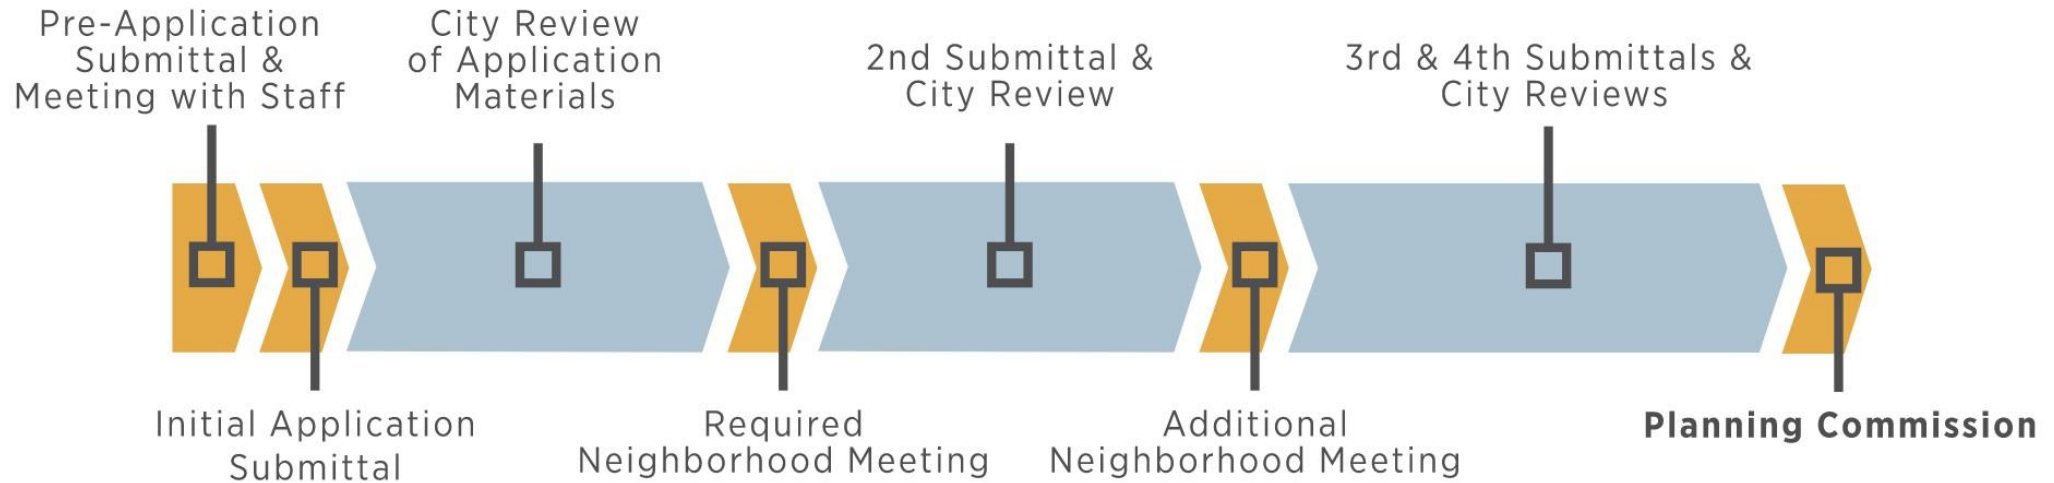 Pre-Application
Submittal &
Meeting with Staff
City Review
of Application
Materials
2nd Submittal &
City Review
3rd & 4th Submittals &
City Reviews
Initial Application
Submittal
Required
Neighborhood Meeting
Additional
Neighborhood Meeting
Planning Commission